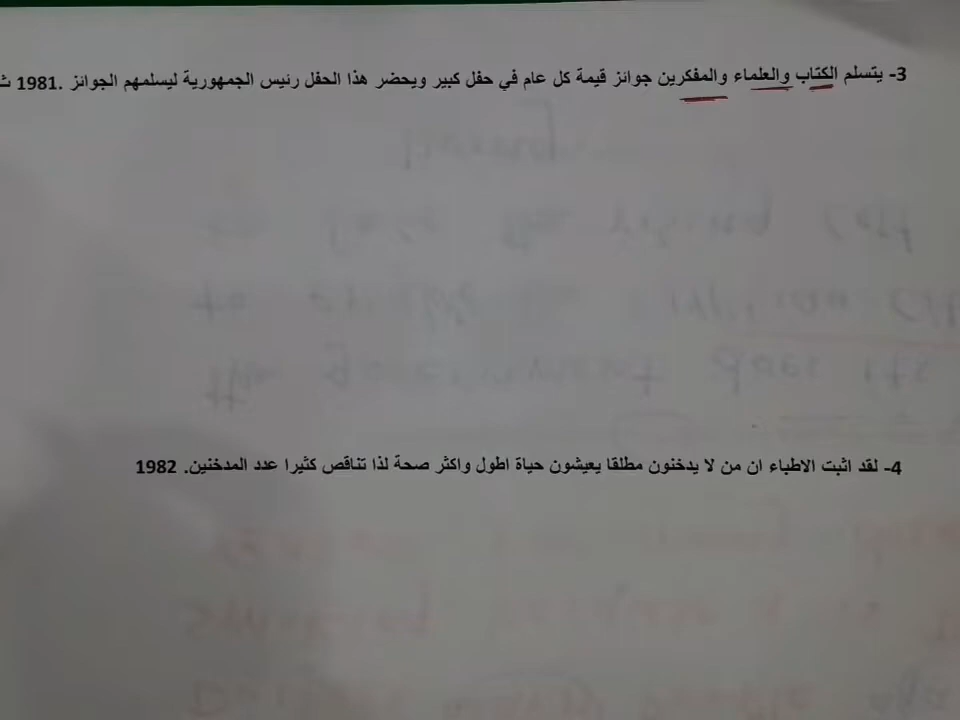 3- يتسلم الكتاب والعلماء والمفكرين جوائز قيمة كل عام في حفل كبير ويحضر هذا الحفل رئيس الجمهورية ليسلمهم الجوائز .1981
4- لقد اثبت الاطباء ان من لا يدخنون مطلقا يعيشون حياة اطول واكثر صحة لذا تناقص كثيرا عدد المدخنين. 1982